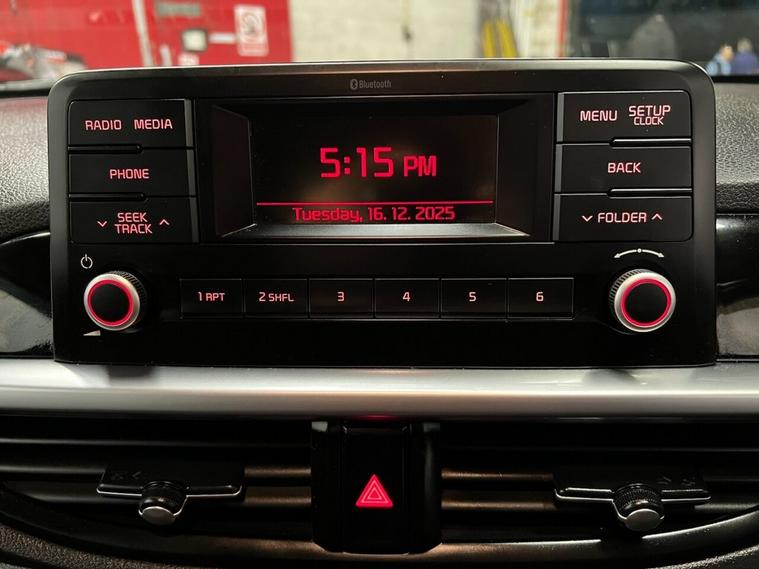 Bluetooth
RADIO MEDIA
PHONE
SEEK
TRACK
5:15 PM
Tuesday, 16. 12. 2025
MENU SETUP
CLOCK
BACK
FOLDER
1 RPT 2 SHFL 3 4 5 6